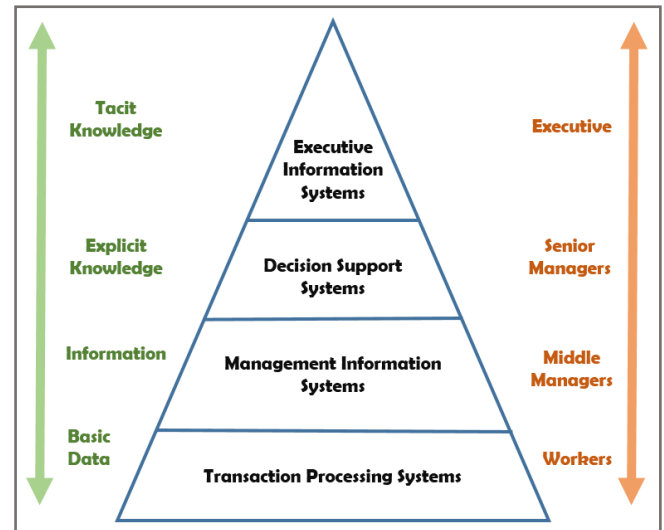 Tacit
Knowledge
Executive
Executive
Information
Systems
Explicit
Knowledge
Decision Support
Systems
Senior
Managers
Information
Management Information
Systems
Middle
Managers
Basic
Data
Transaction Processing Systems
Workers